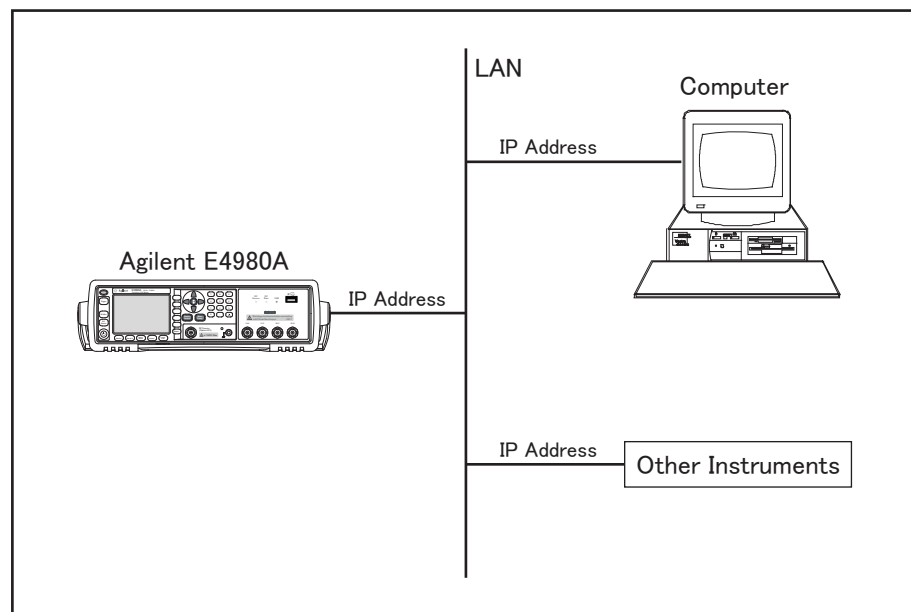 LAN
Computer
IP Address
Agilent E4980A
IP Address
IP Address
Other Instruments